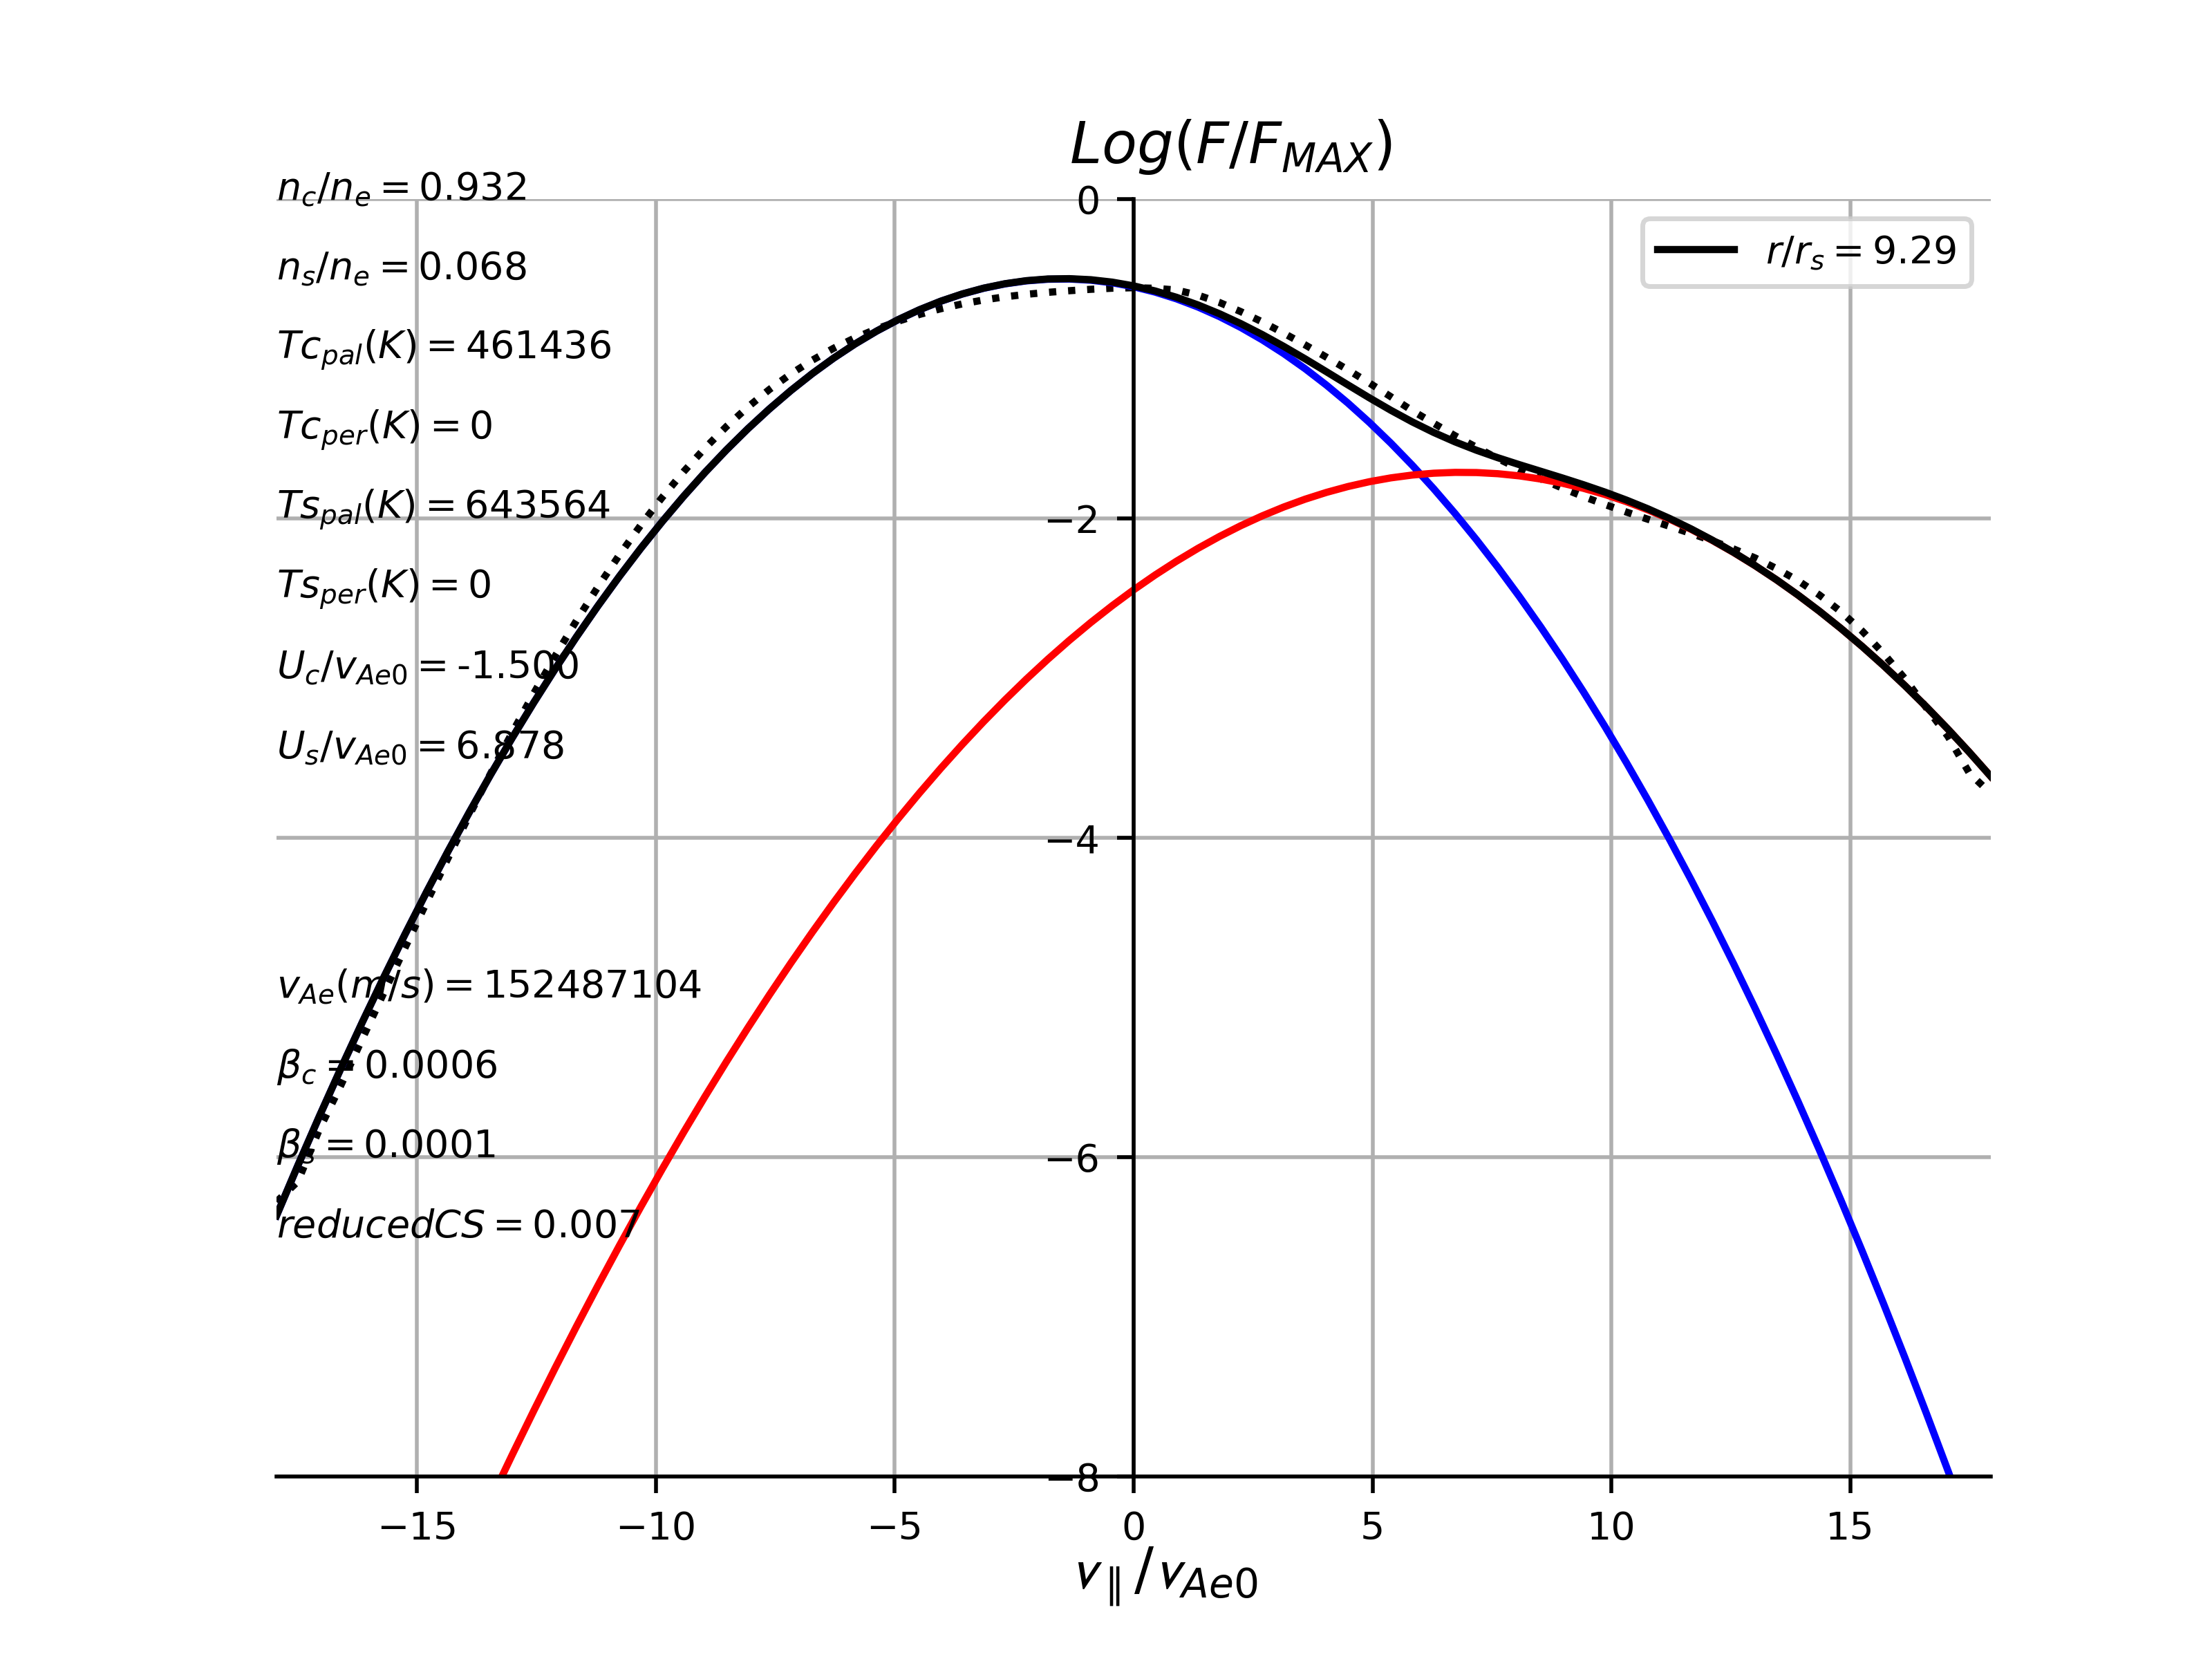 Log(F/F_MAX)
n_c/n_e = 0.932
0
r/r_s = 9.29
n_s/n_e = 0.068
Tc_pal(K) = 461436
Tc_per(K) = 0
Ts_pal(K) = 643564
−2
Ts_per(K) = 0
U_c/v_Ae0 = -1.500
U_s/v_Ae0 = 6.878
−4
v_Ae(m/s) = 152487104
β_c = 0.0006
β_s = 0.0001
−6
reducedCS = 0.007
−8
−15 −10 −5 0 5 10 15
v_∥/v_Ae0